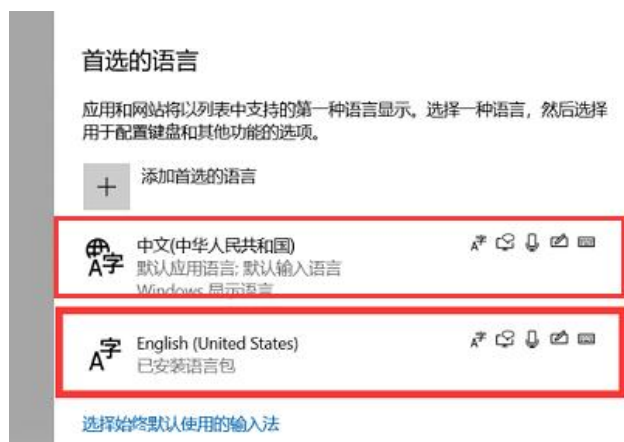 首选的语言
应用和网站将以列表中支持的第一种语言显示。选择一种语言，然后选择
用于配置键盘和其他功能的选项。
添加首选的语言
中文(中华人民共和国)
默认应用语言; 默认输入语言
Windows 显示语言
English (United States)
已安装语言包
选择始终默认使用的输入法